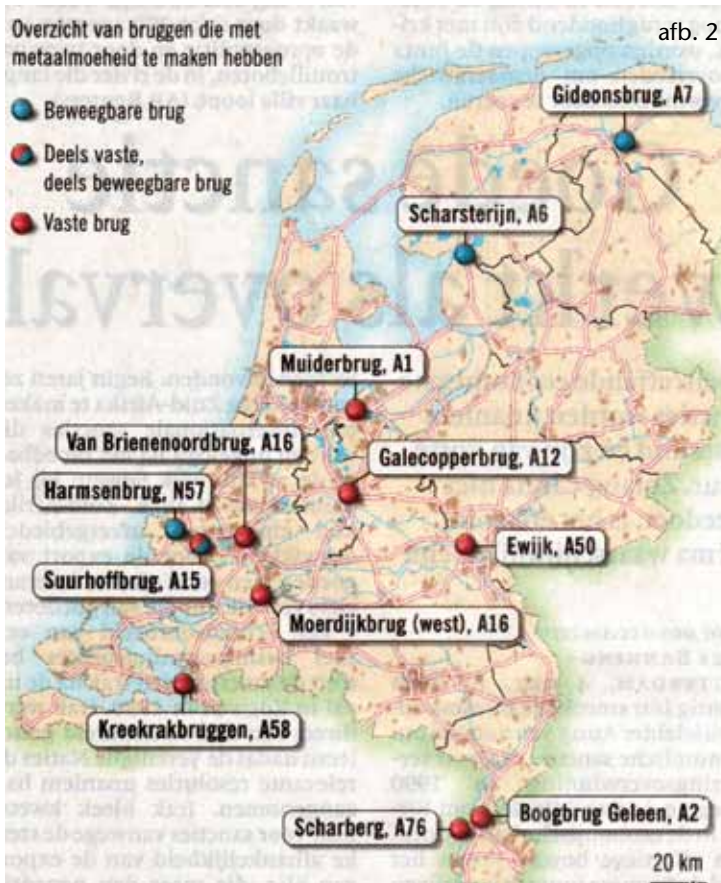 afb. 2
Overzicht van bruggen die met
metaalmoeheid te maken hebben
Beweegbare brug
Deels vaste,
deels beweegbare brug
Vaste brug
Gideonsbrug, A7
Scharsterijn, A6
Muiderbrug, A1
Van Brienenoordbrug, A16
Galecopperbrug, A12
Harmsenbrug, N57
Ewijk, A50
Suurhoffbrug, A15
Moerdijkbrug (west), A16
Kreekrakbruggen, A58
Boogbrug Geleen, A2
Scharberg, A76
20 km